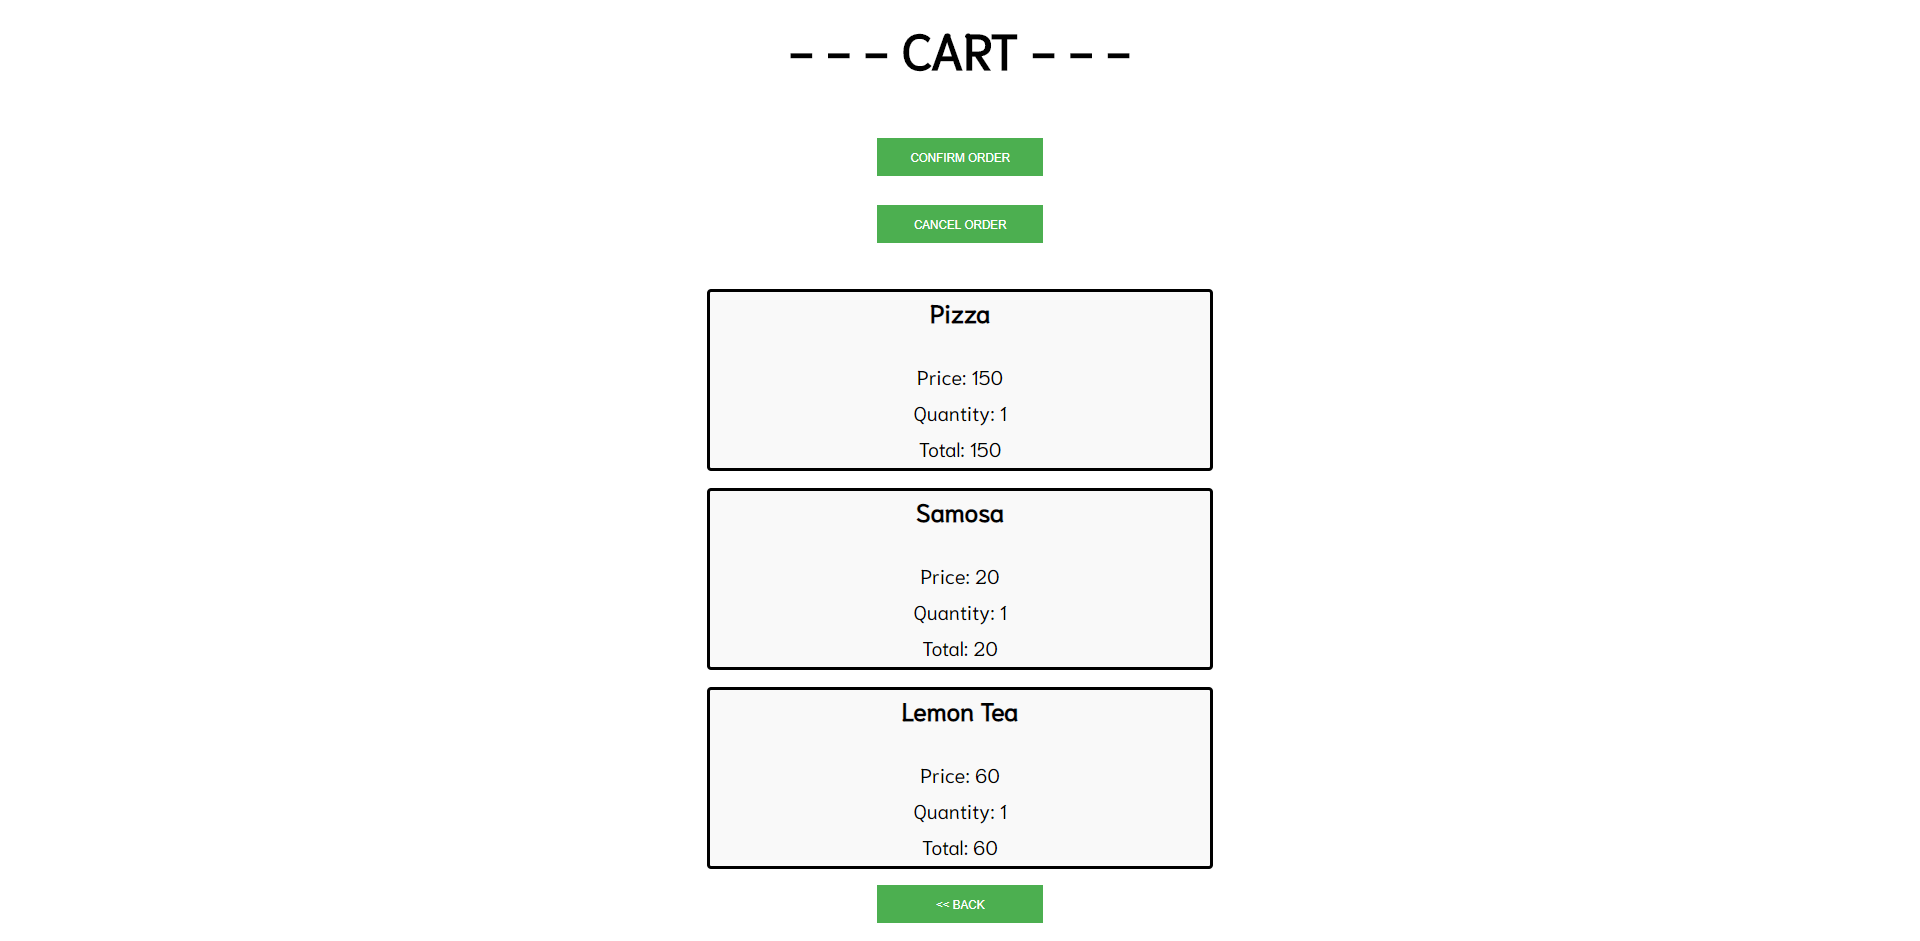 - - - CART - - -
CONFIRM ORDER
CANCEL ORDER
Pizza
Price: 150
Quantity: 1
Total: 150
Samosa
Price: 20
Quantity: 1
Total: 20
Lemon Tea
Price: 60
Quantity: 1
Total: 60
<< BACK